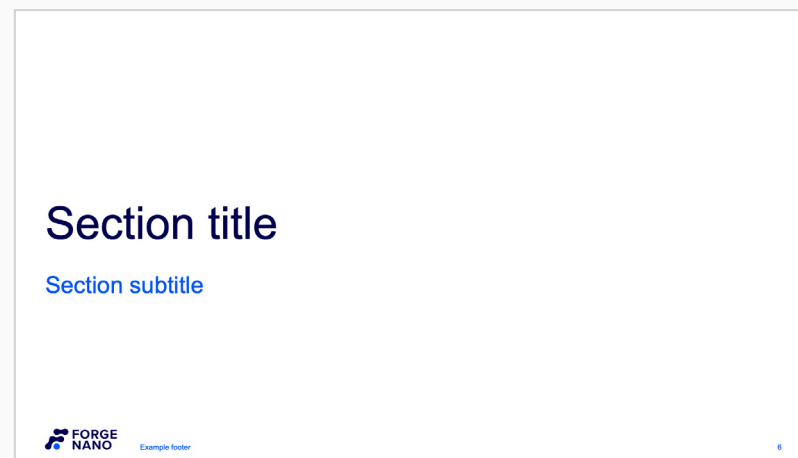 Section title
Section subtitle
FORGE
NANO
Example footer
6